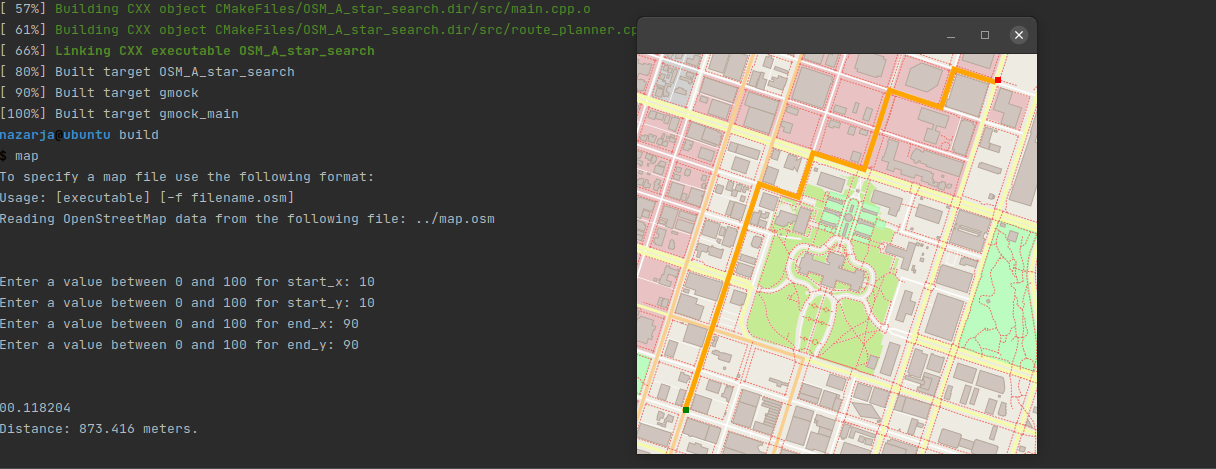 [ 57%] Building CXX object CMakeFiles/OSM_A_star_search.dir/src/main.cpp.o
[ 61%] Building CXX object CMakeFiles/OSM_A_star_search.dir/src/route_planner.cp
[ 66%] Linking CXX executable OSM_A_star_search
[ 80%] Built target OSM_A_star_search
[ 90%] Built target gmock
[100%] Built target gmock_main
nazarja@ubuntu build
$ map
To specify a map file use the following format:
Usage: [executable] [-f filename.osm]
Reading OpenStreetMap data from the following file: ../map.osm
Enter a value between 0 and 100 for start_x: 10
Enter a value between 0 and 100 for start_y: 10
Enter a value between 0 and 100 for end_x: 90
Enter a value between 0 and 100 for end_y: 90
00.118204
Distance: 873.416 meters.